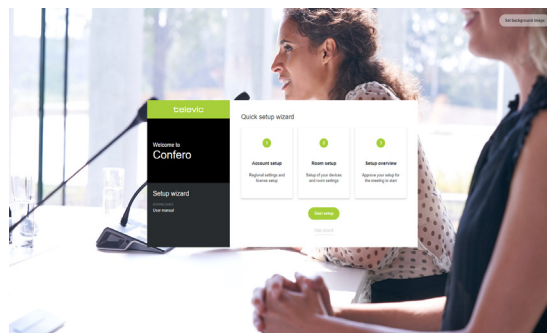 Set background image
televic
Welcome to
Confero
Setup wizard
User manual
Quick setup wizard
1
2
3
Account setup
Room setup
Setup overview
Regional settings and
license setup
Setup of your devices
and room settings
Approve your setup for
the meeting to start
Start setup